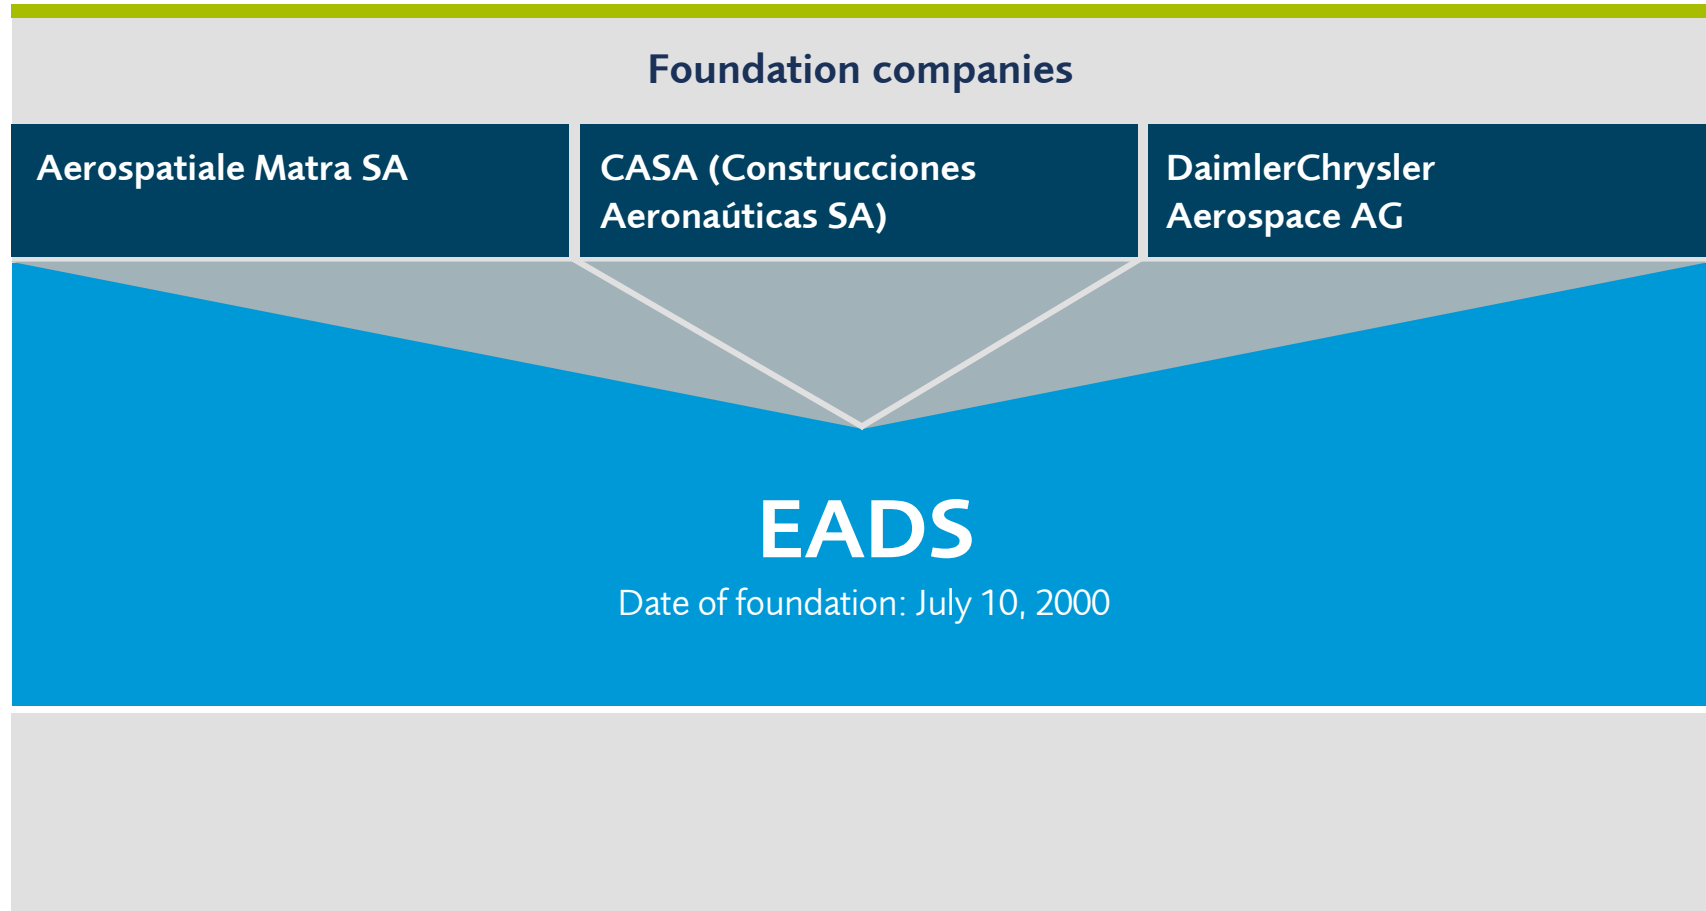 Foundation companies
Aerospatiale Matra SA
CASA (Construcciones
Aeronaúticas SA)
DaimlerChrysler
Aerospace AG
EADS
Date of foundation: July 10, 2000